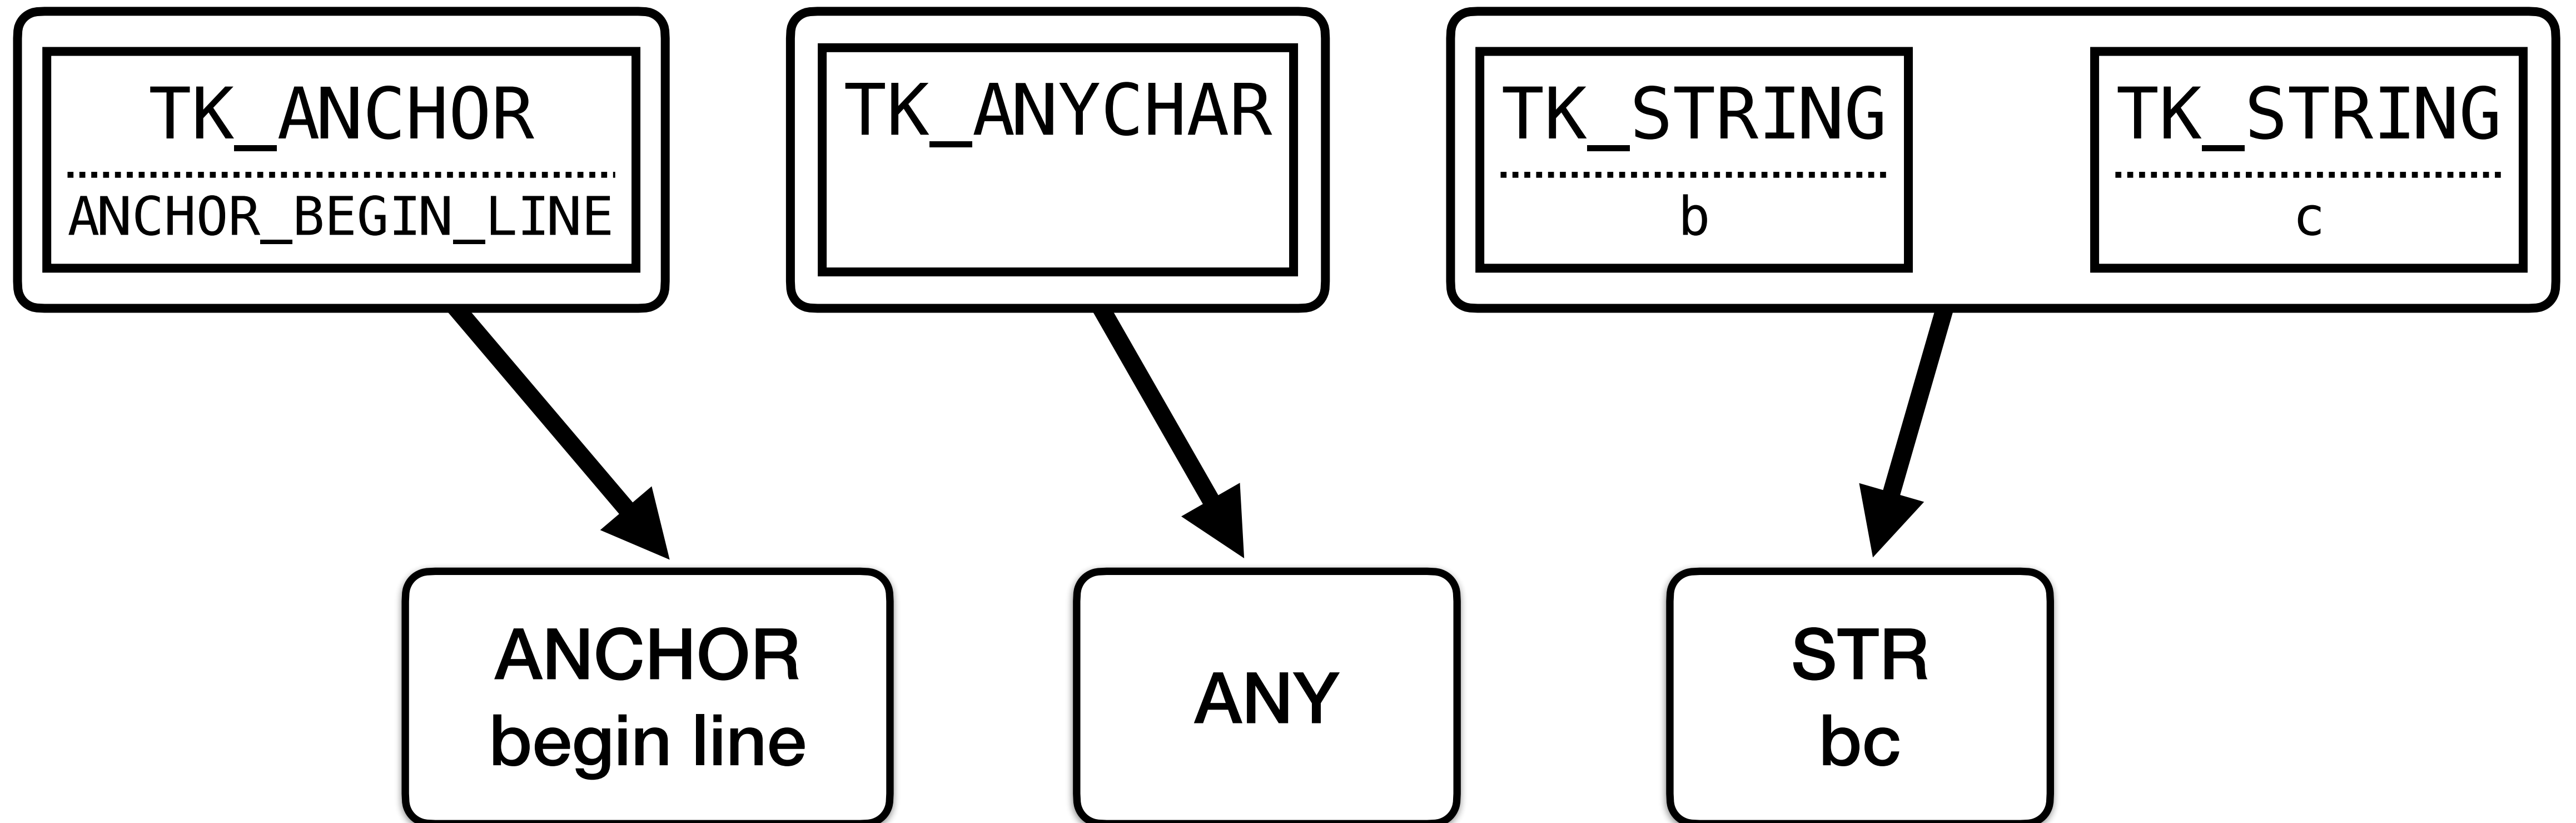 TK_ANCHOR
ANCHOR_BEGIN_LINE
TK_ANYCHAR
TK_STRING
b
TK_STRING
c
ANCHOR
begin line
ANY
STR
bc